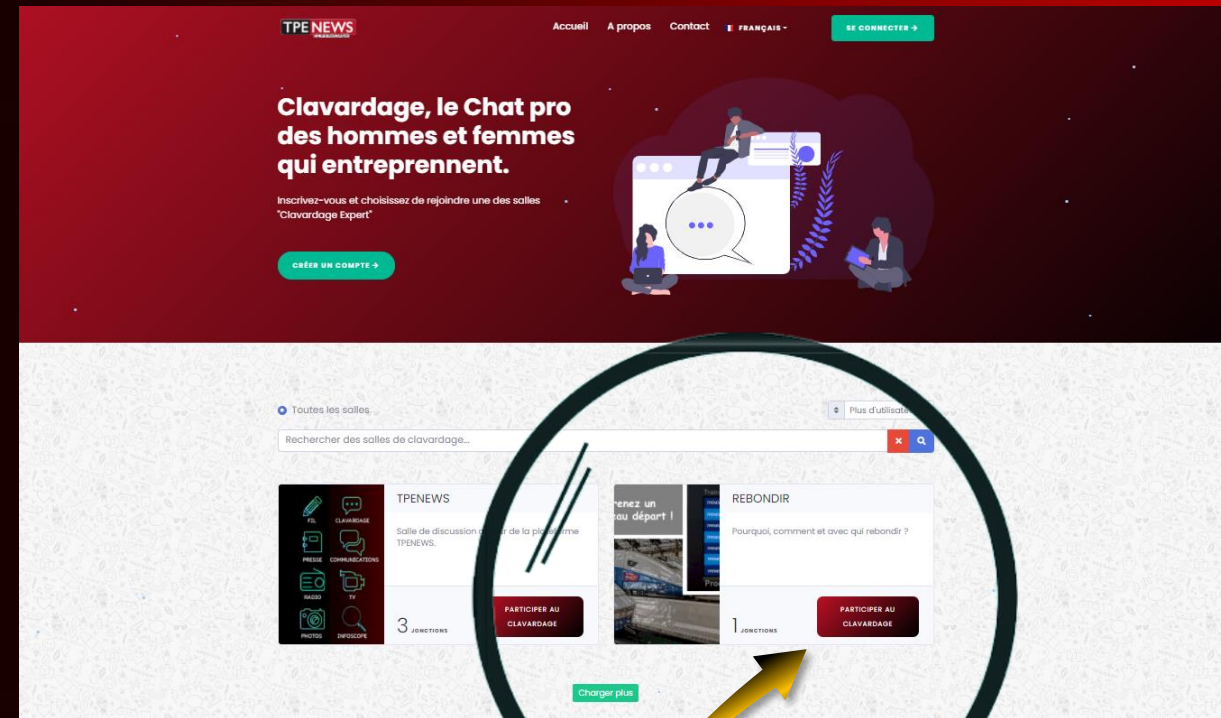 TPE NEWS
Accueil A propos Contact FRANÇAIS SE CONNECTER
Clavardage, le Chat pro
des hommes et femmes
qui entreprennent.
Inscrivez-vous et choisissez de rejoindre une des salles
"Clavardage Expert"
CRÉER UN COMPTE
Toutes les salles
Plus d'utilisate
Rechercher des salles de clavardage...
FIL CLAVARDAGE
PRESSE COMMUNICATIONS
RADIO TV
PHOTOS INFOSCOPE
TPENEWS
Salle de discussion de la plateforme
TPENEWS.
3 JONCTIONS
PARTICIPER AU
CLAVARDAGE
renez un
au départ !
REBONDIR
Pourquoi, comment et avec qui rebondir ?
1 JONCTIONS
PARTICIPER AU
CLAVARDAGE
Charger plus